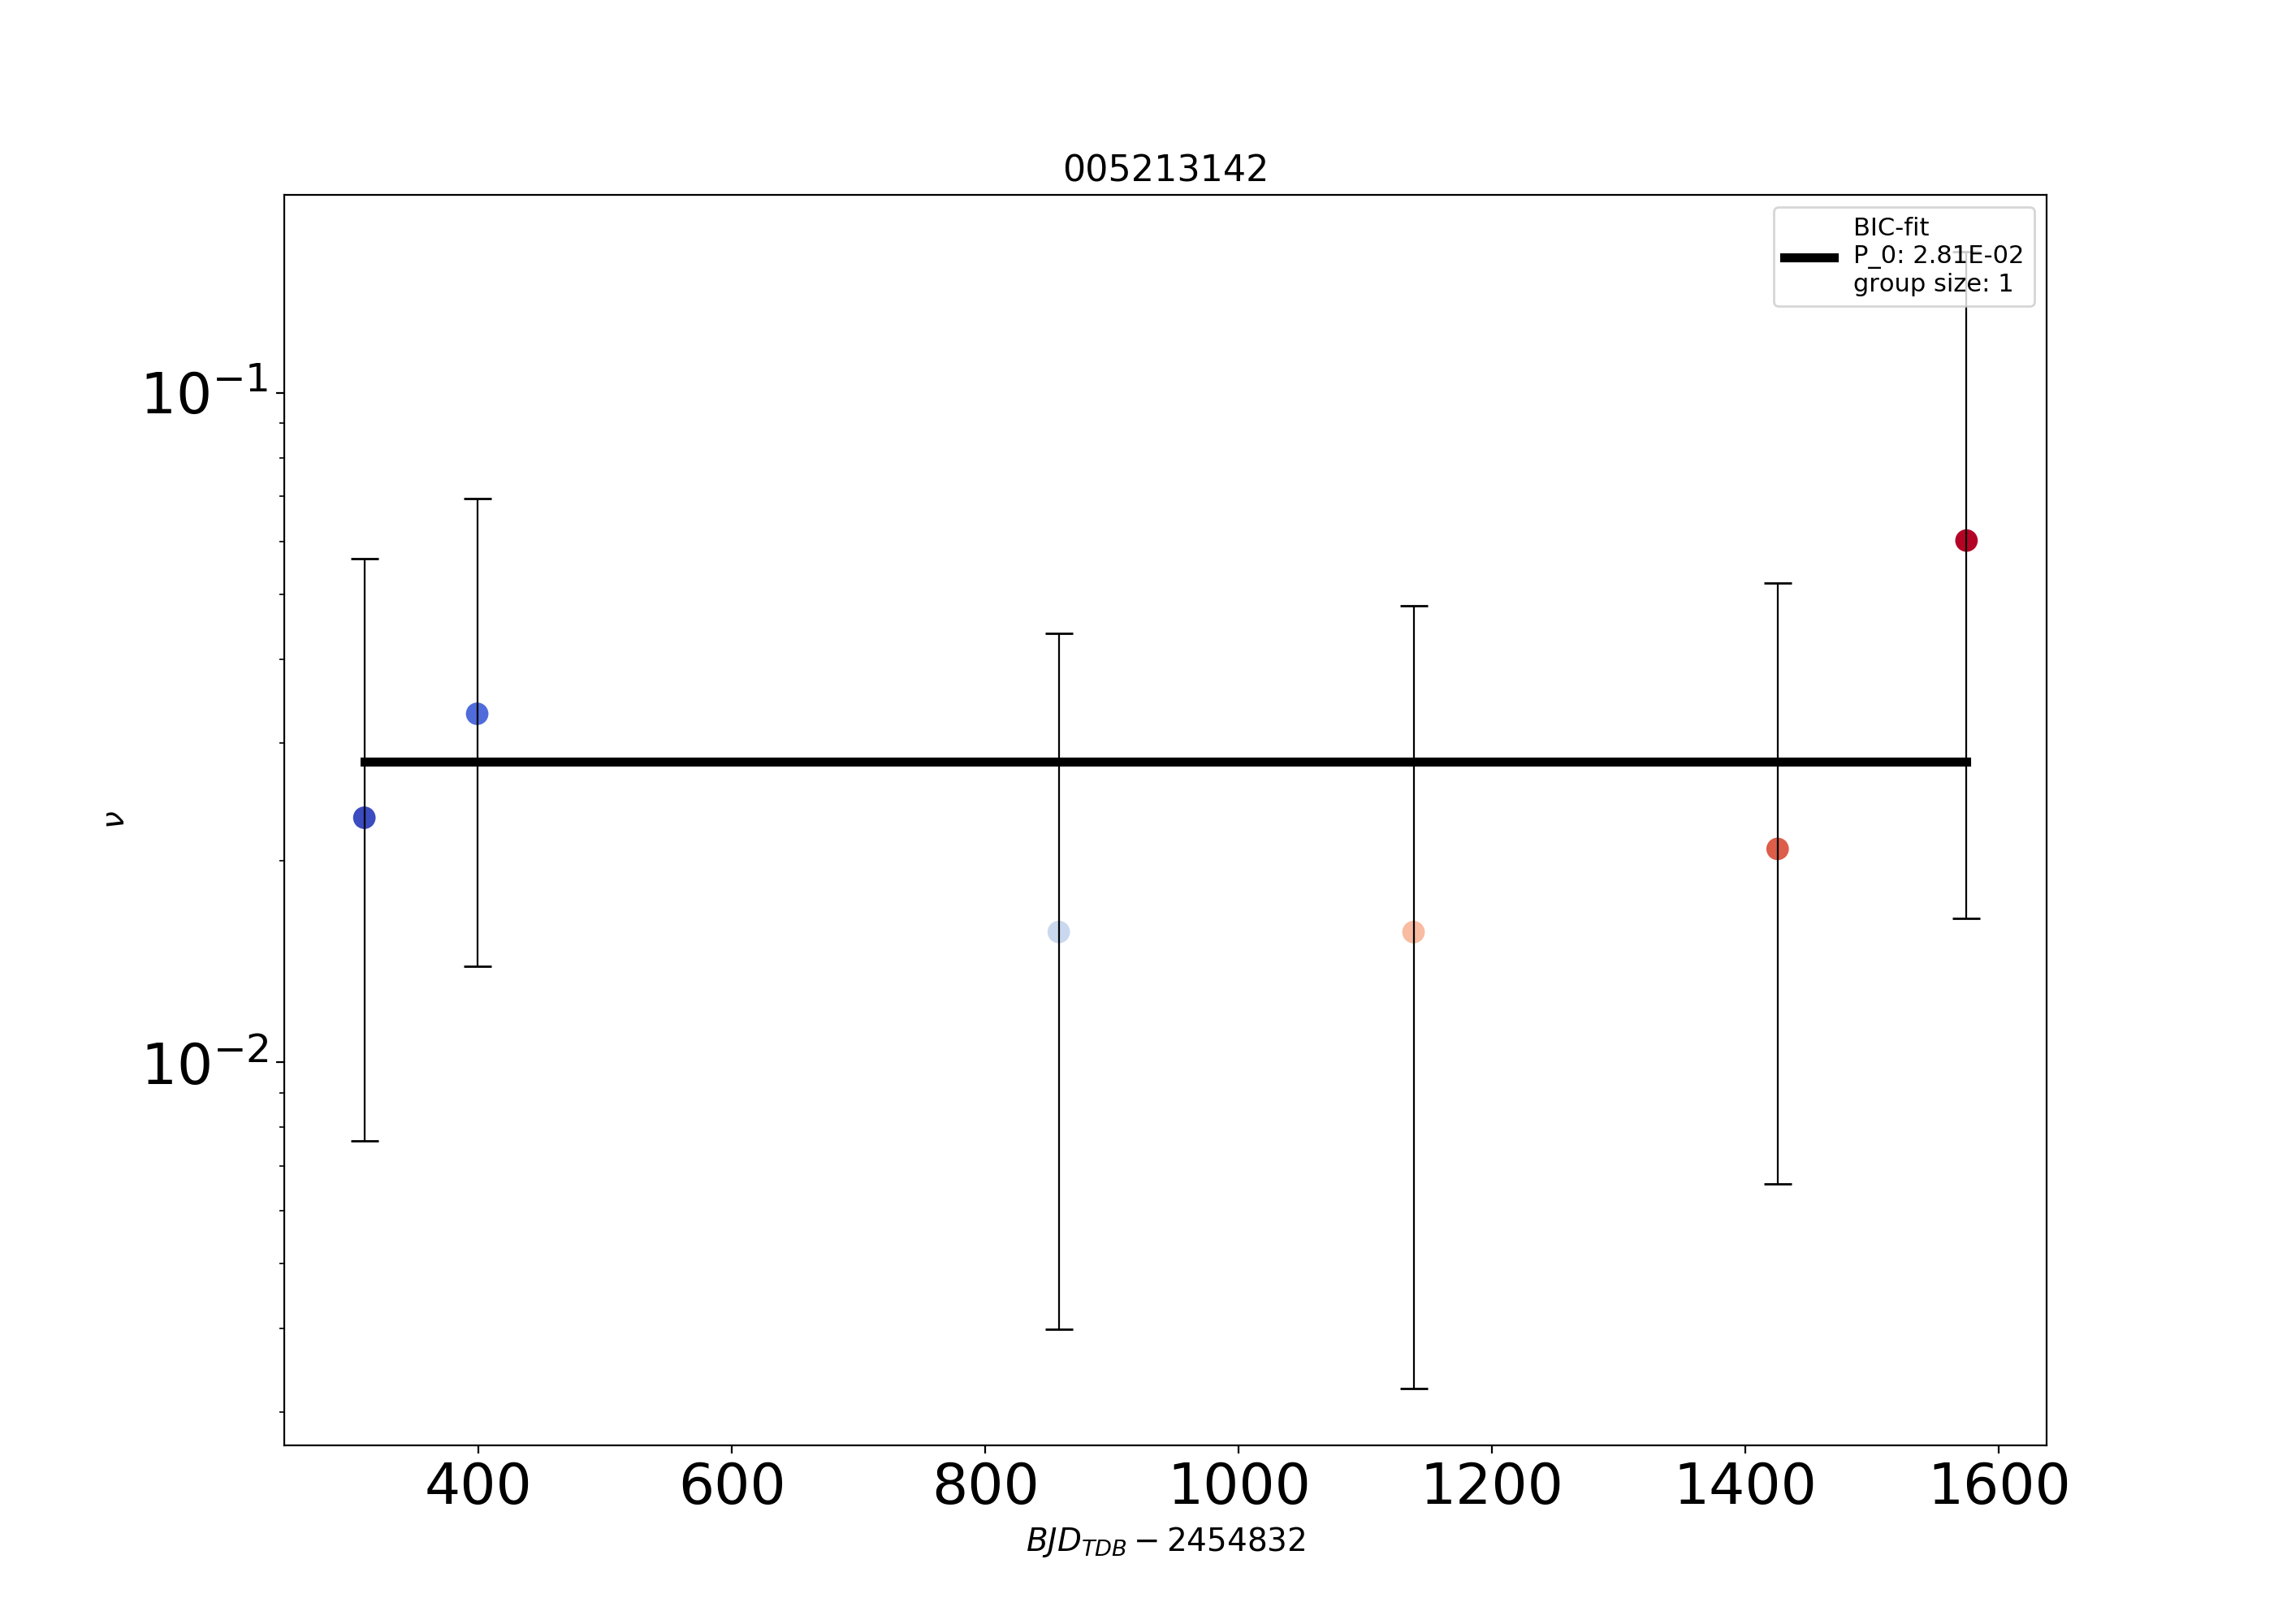 005213142
BIC-fit
P_0: 2.81E-02
group size: 1
10⁻¹
10⁻²
ν
400 600 800 1000 1200 1400 1600
BJD_TDB − 2454832